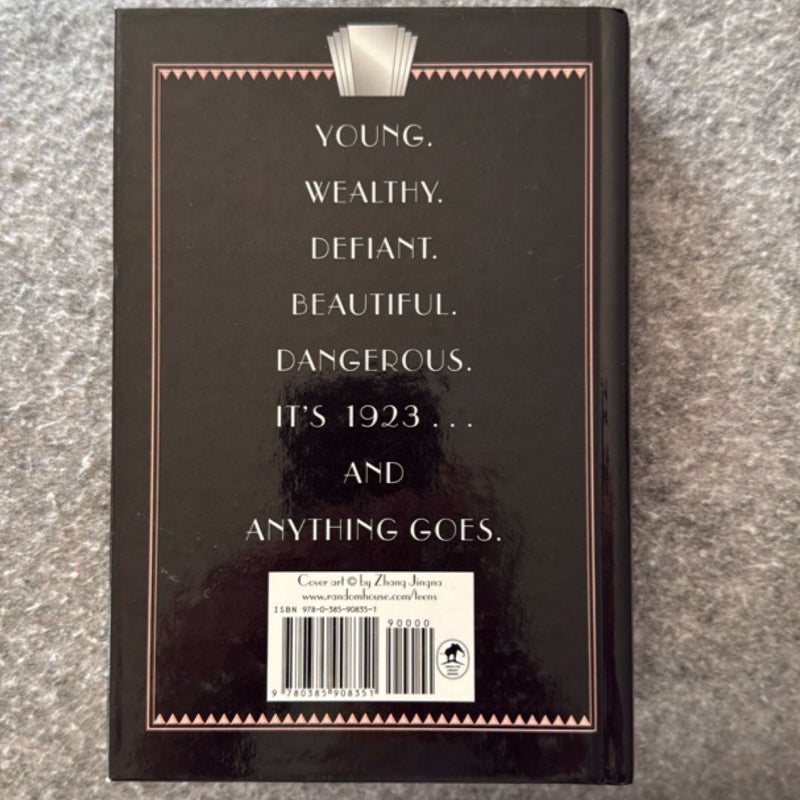 YOUNG.
WEALTHY.
DEFIANT.
BEAUTIFUL.
DANGEROUS.
IT'S 1923 . . .
AND
ANYTHING GOES.
Cover art © by Zhang Jingna
www.randomhouse.com/teens
ISBN 978-0-385-90835-1
90000
9 780385 908351